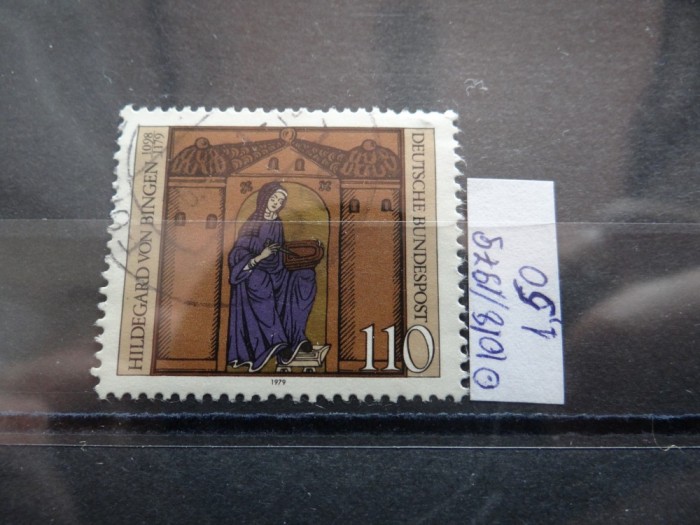 HILDEGARD VON BINGEN 1098
1179
DEUTSCHE BUNDESPOST
110
1979
1018/1979
1,50